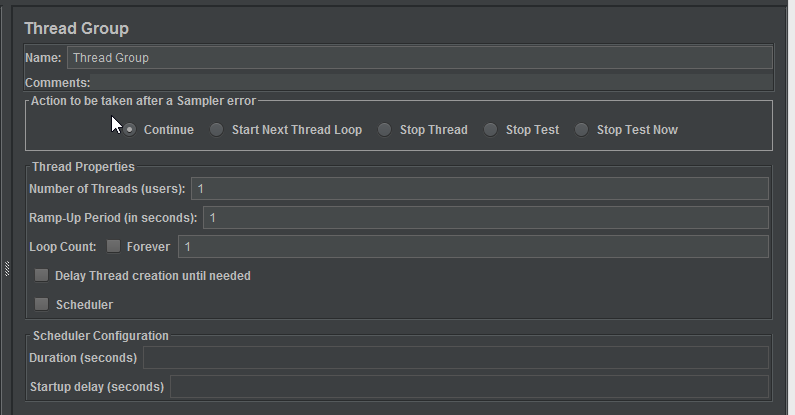 Thread Group
Name: Thread Group
Comments:
Action to be taken after a Sampler error
Continue Start Next Thread Loop Stop Thread Stop Test Stop Test Now
Thread Properties
Number of Threads (users): 1
Ramp-Up Period (in seconds): 1
Loop Count: Forever 1
Delay Thread creation until needed
Scheduler
Scheduler Configuration
Duration (seconds)
Startup delay (seconds)